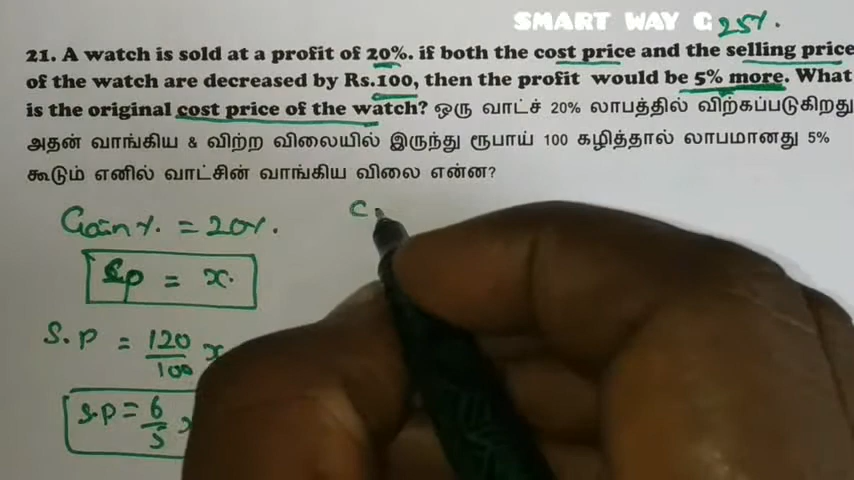 SMART WAY G 25%.
21. A watch is sold at a profit of 20%. if both the cost price and the selling price
of the watch are decreased by Rs.100, then the profit would be 5% more. What
is the original cost price of the watch? ஒரு வாட்ச் 20% லாபத்தில் விற்கப்படுகிறது
அதன் வாங்கிய & விற்ற விலையில் இருந்து ரூபாய் 100 கழித்தால் லாபமானது 5%
கூடும் எனில் வாட்சின் வாங்கிய விலை என்ன?
Gain%. = 20%.
C.
p = x.
S.P = 120/100 x
S.P = 6/5 x